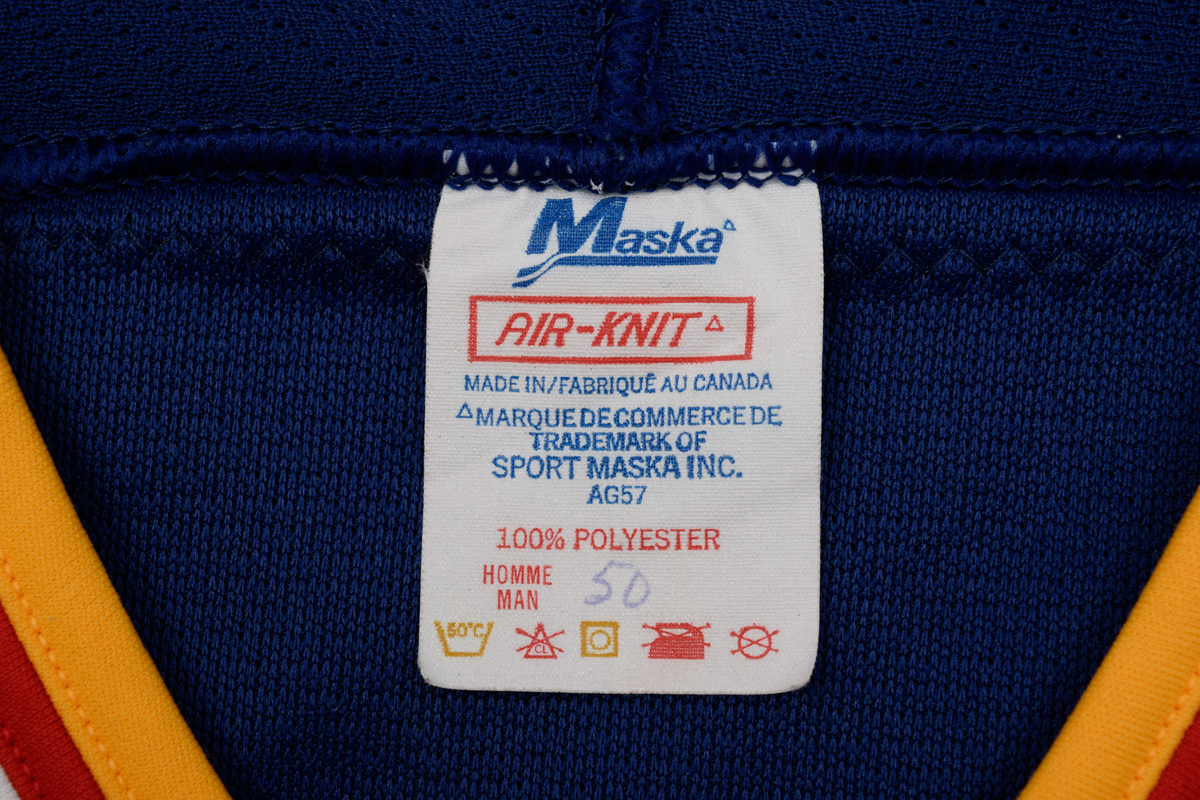 Maska
AIR-KNIT
MADE IN/FABRIQUÉ AU CANADA
MARQUE DE COMMERCE DE
TRADEMARK OF
SPORT MASKA INC.
AG57
100% POLYESTER
HOMME
MAN
50
50°C
CL